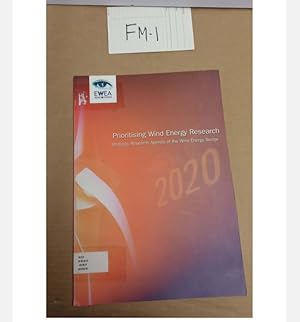 FM-1
EWEA
Prioritising Wind Energy Research
Strategic Research Agenda of the Wind Energy Sector
2020